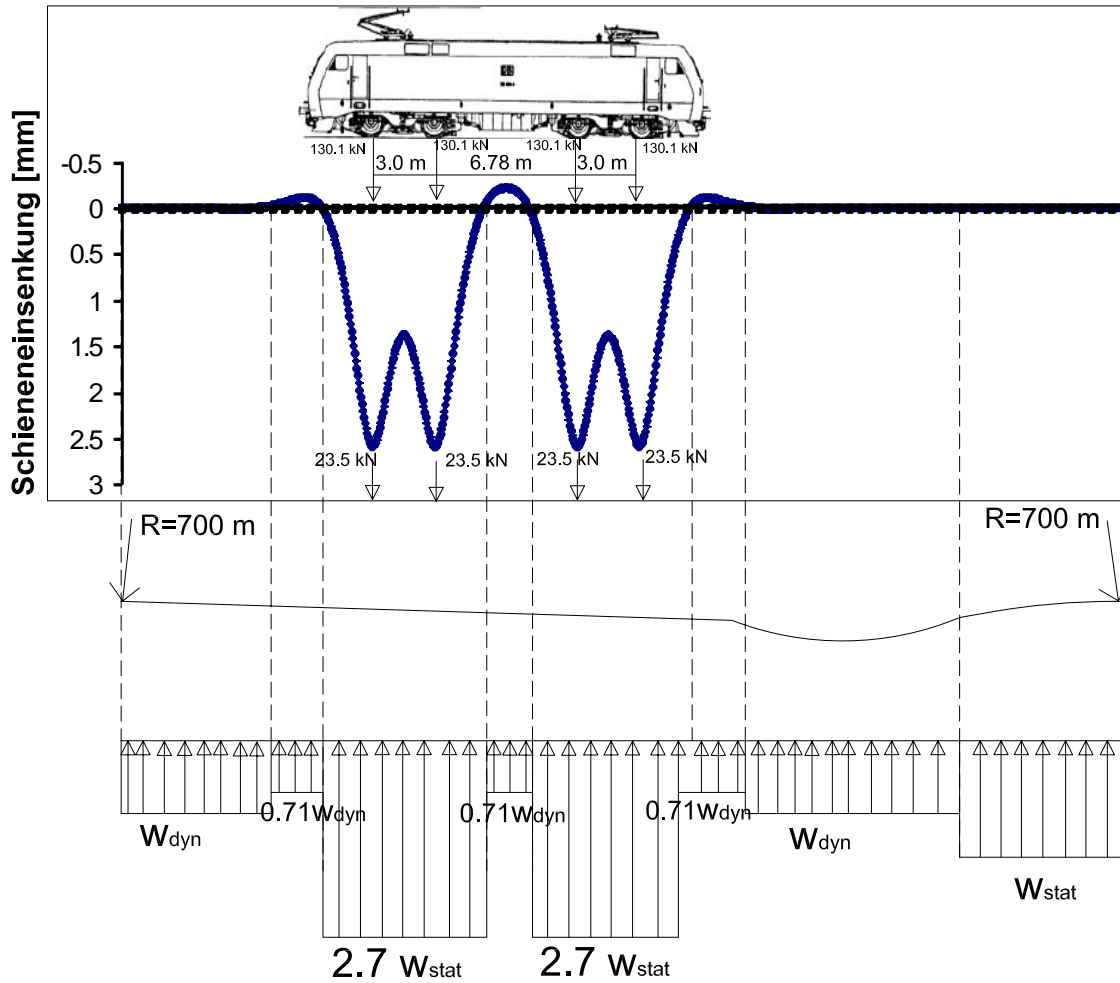 130.1 kN 130.1 kN 130.1 kN 130.1 kN
3.0 m 6.78 m 3.0 m
Schieneneinsenkung [mm]
-0.5
0
0.5
1
1.5
2
2.5
3
23.5 kN 23.5 kN 23.5 kN 23.5 kN
R=700 m R=700 m
0.71wdyn 0.71wdyn 0.71wdyn
wdyn wdyn
wstat
2.7 wstat 2.7 wstat